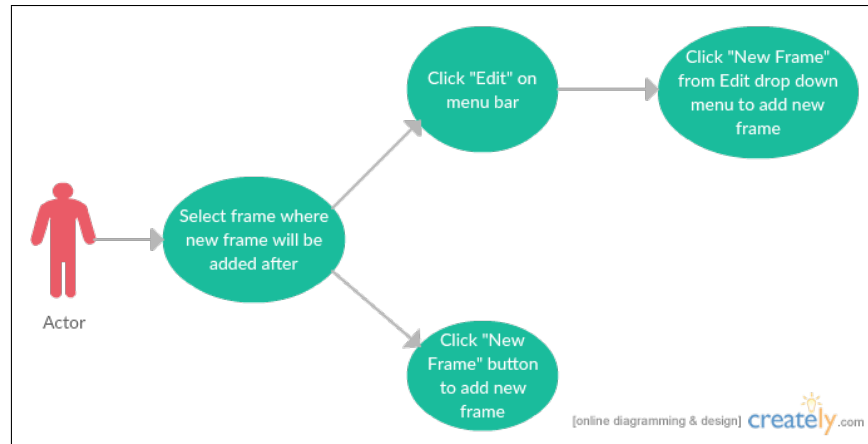 Click "Edit" on
menu bar
Click "New Frame"
from Edit drop down
menu to add new
frame
Select frame where
new frame will be
added after
Actor
Click "New
Frame" button
to add new
frame
[online diagramming & design] creately.com